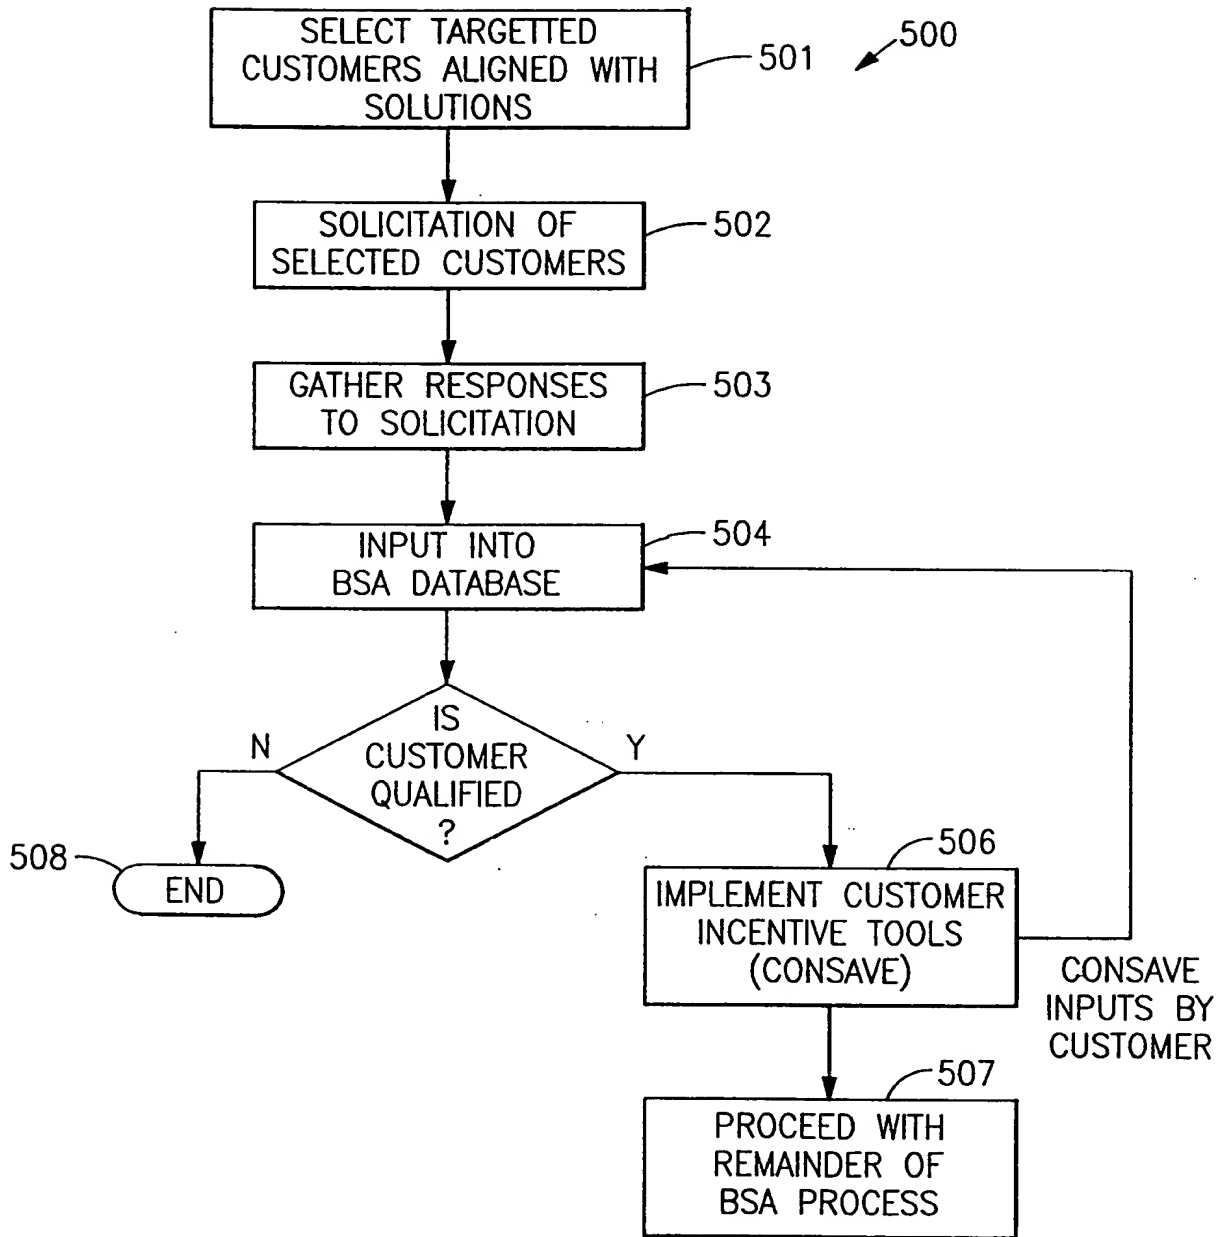 SELECT TARGETTED
CUSTOMERS ALIGNED WITH
SOLUTIONS
501
500
SOLICITATION OF
SELECTED CUSTOMERS
502
GATHER RESPONSES
TO SOLICITATION
503
INPUT INTO
BSA DATABASE
504
IS
CUSTOMER
QUALIFIED
?
N
Y
508
END
506
IMPLEMENT CUSTOMER
INCENTIVE TOOLS
(CONSAVE)
CONSAVE
INPUTS BY
CUSTOMER
507
PROCEED WITH
REMAINDER OF
BSA PROCESS